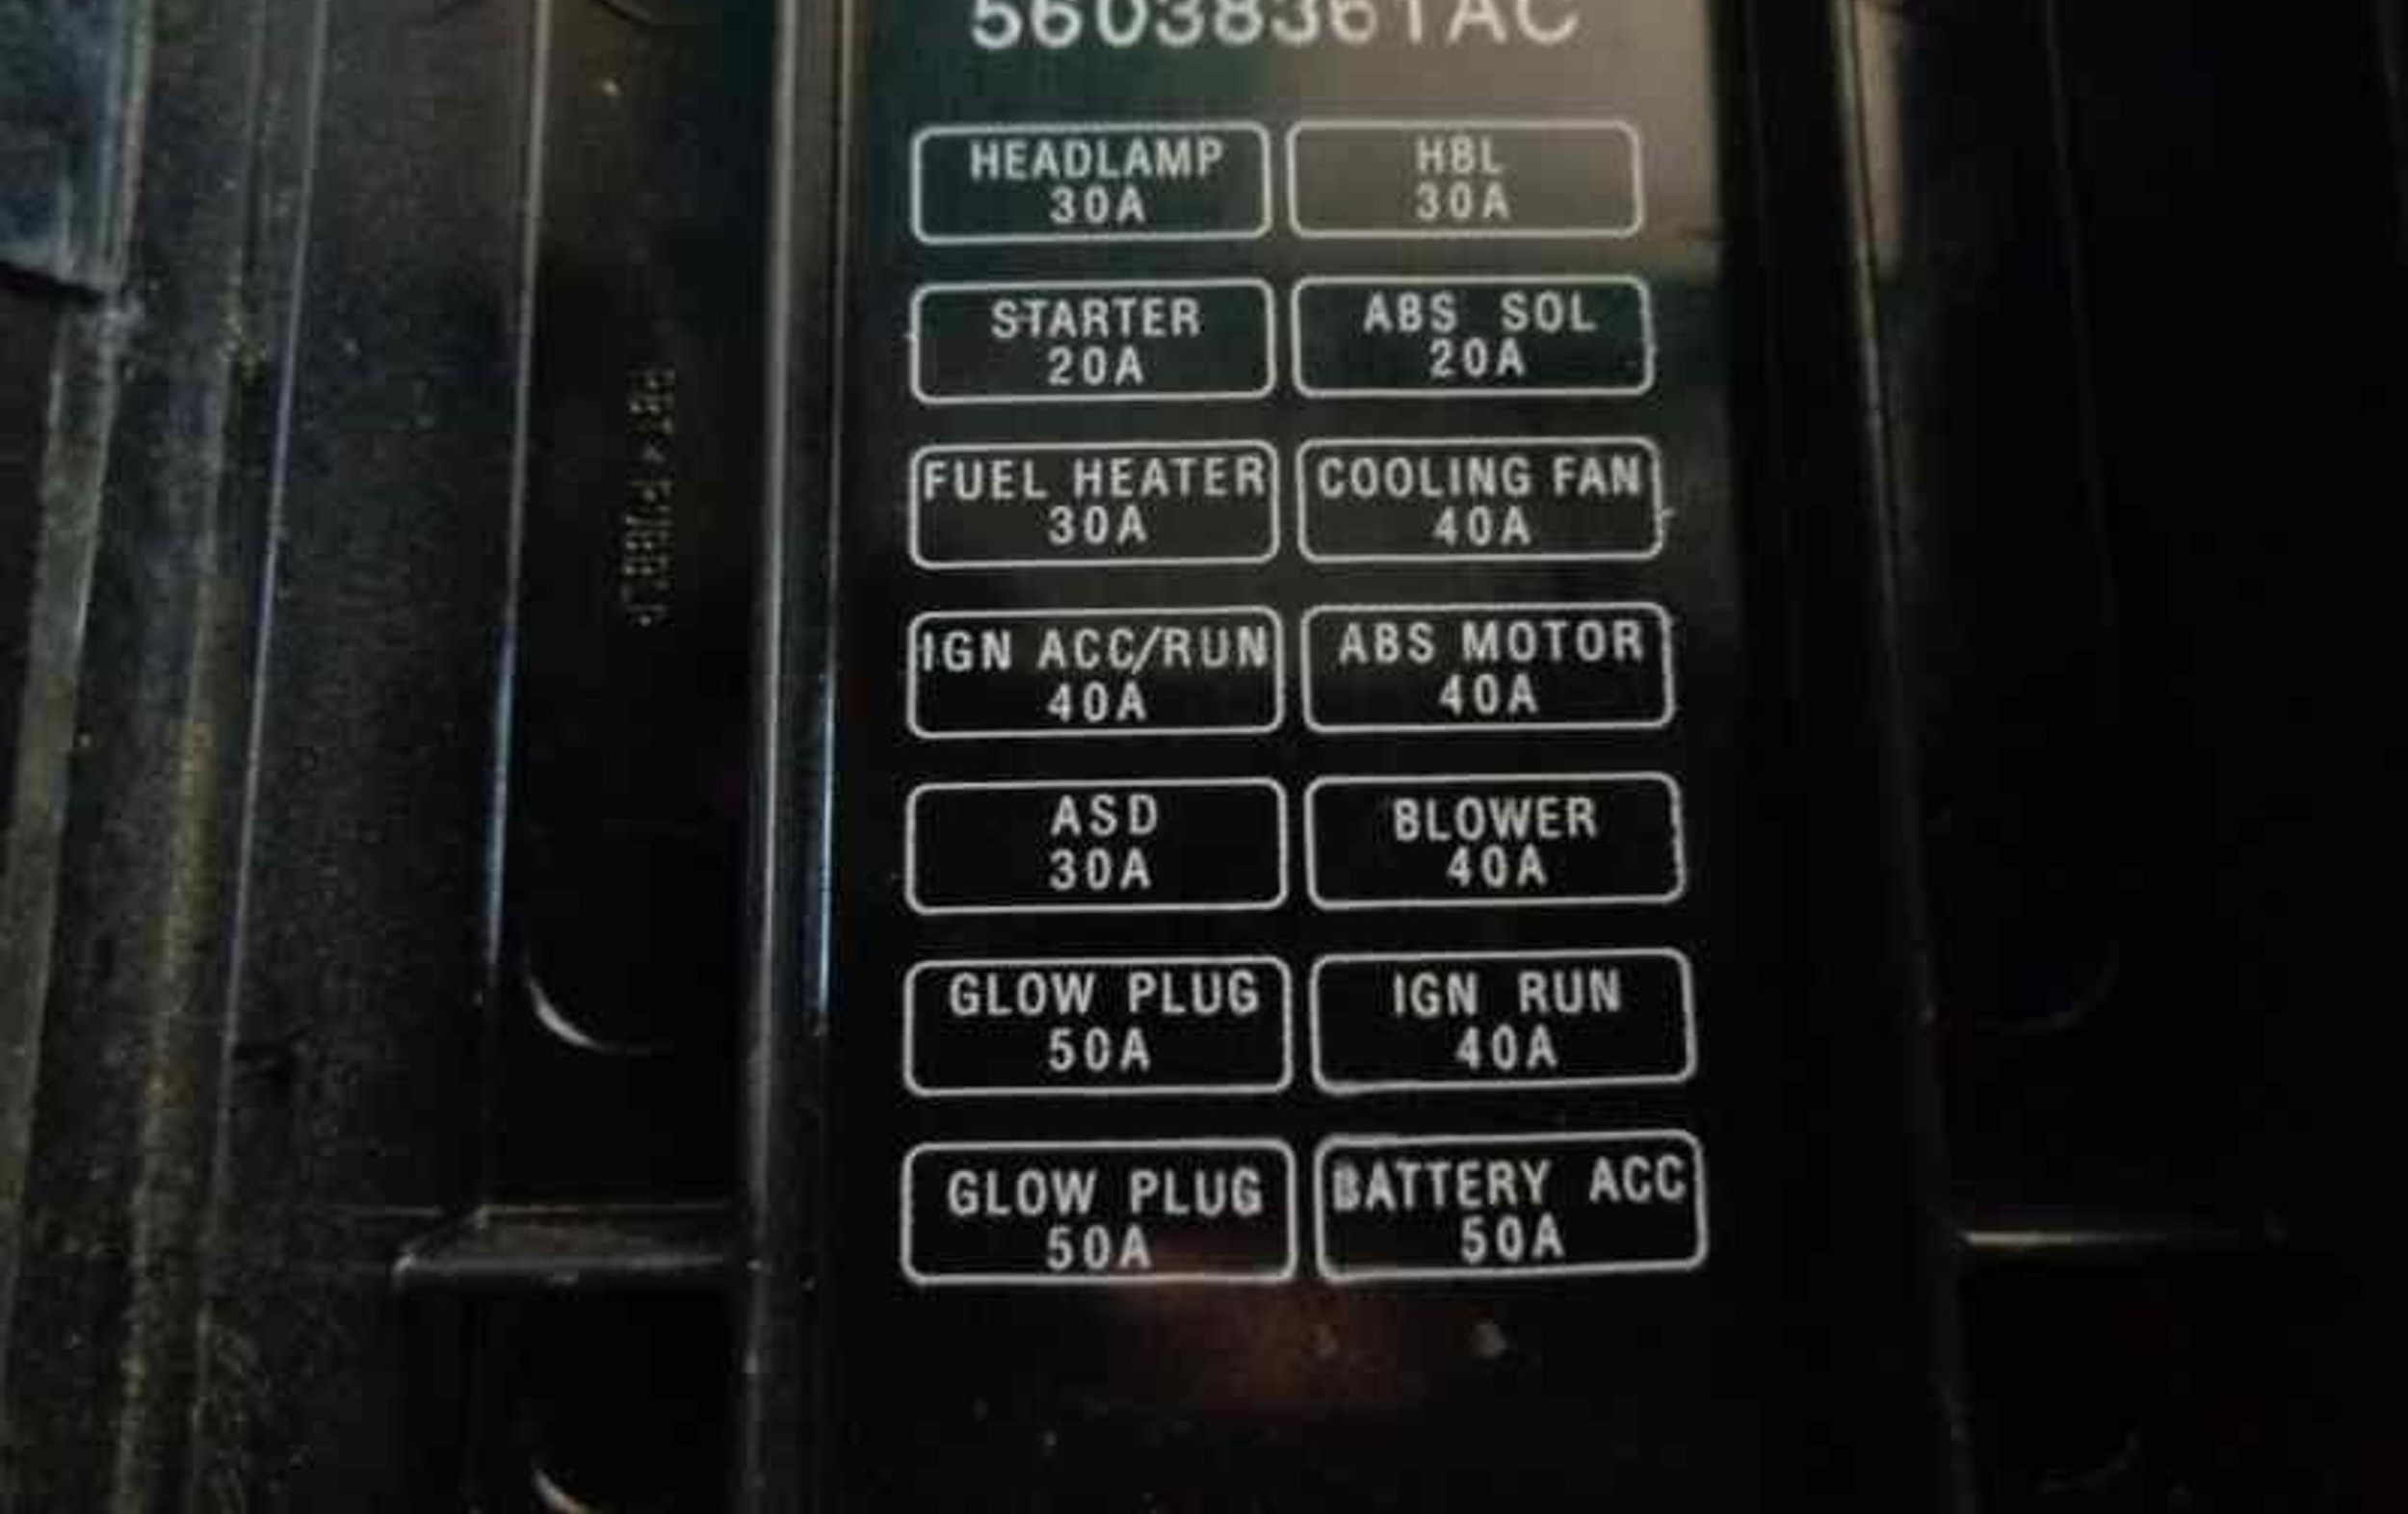 56038361AC
HEADLAMP
30A
HBL
30A
STARTER
20A
ABS SOL
20A
FUEL HEATER
30A
COOLING FAN
40A
IGN ACC/RUN
40A
ABS MOTOR
40A
ASD
30A
BLOWER
40A
GLOW PLUG
50A
IGN RUN
40A
GLOW PLUG
50A
BATTERY ACC
50A